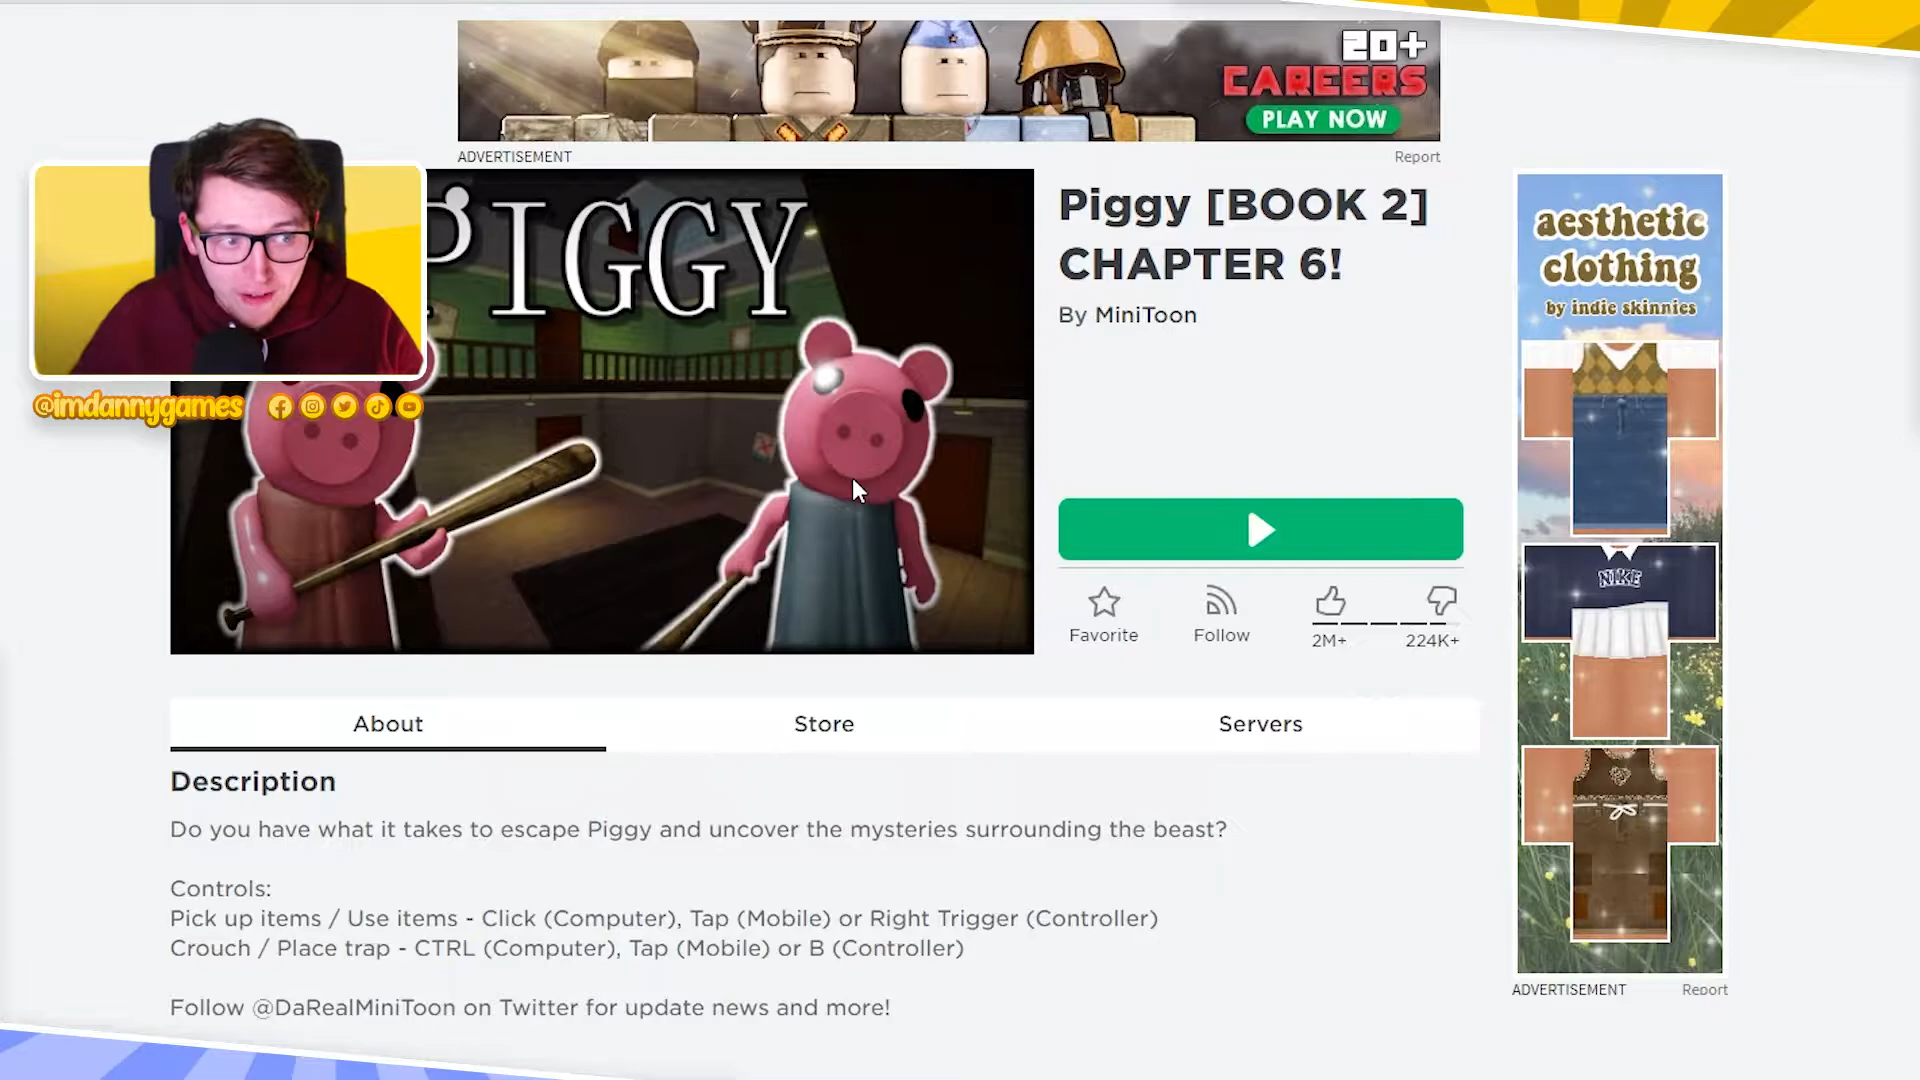 20+
CAREERS
PLAY NOW
ADVERTISEMENT
Report
PIGGY
Piggy [BOOK 2]
CHAPTER 6!
By MiniToon
@imdannygames
Favorite
Follow
2M+
224K+
About
Store
Servers
Description
Do you have what it takes to escape Piggy and uncover the mysteries surrounding the beast?
Controls:
Pick up items / Use items - Click (Computer), Tap (Mobile) or Right Trigger (Controller)
Crouch / Place trap - CTRL (Computer), Tap (Mobile) or B (Controller)
Follow @DaRealMiniToon on Twitter for update news and more!
aesthetic
clothing
by indie skinnies
NIKE
ADVERTISEMENT
Report